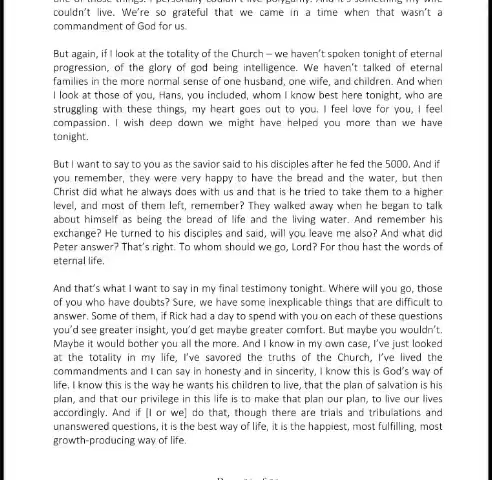 one of those things. I personally couldn't live polygamy. And it's something my wife
couldn't live. We're so grateful that we came in a time when that wasn't a
commandment of God for us.
But again, if I look at the totality of the Church – we haven't spoken tonight of eternal
progression, of the glory of god being intelligence. We haven't talked of eternal
families in the more normal sense of one husband, one wife, and children. And when
I look at those of you, Hans, you included, whom I know best here tonight, who are
struggling with these things, my heart goes out to you. I feel love for you, I feel
compassion. I wish deep down we might have helped you more than we have
tonight.
But I want to say to you as the savior said to his disciples after he fed the 5000. And if
you remember, they were very happy to have the bread and the water, but then
Christ did what he always does with us and that is he tried to take them to a higher
level, and most of them left, remember? They walked away when he began to talk
about himself as being the bread of life and the living water. And remember his
exchange? He turned to his disciples and said, will you leave me also? And what did
Peter answer? That's right. To whom should we go, Lord? For thou hast the words of
eternal life.
And that's what I want to say in my final testimony tonight. Where will you go, those
of you who have doubts? Sure, we have some inexplicable things that are difficult to
answer. Some of them, if Rick had a day to spend with you on each of these questions
you'd see greater insight, you'd get maybe greater comfort. But maybe you wouldn't.
Maybe it would bother you all the more. And I know in my own case, I've just looked
at the totality in my life, I've savored the truths of the Church, I've lived the
commandments and I can say in honesty and in sincerity, I know this is God's way of
life. I know this is the way he wants his children to live, that the plan of salvation is his
plan, and that our privilege in this life is to make that plan our plan, to live our lives
accordingly. And if [I or we] do that, though there are trials and tribulations and
unanswered questions, it is the best way of life, it is the happiest, most fulfilling, most
growth-producing way of life.